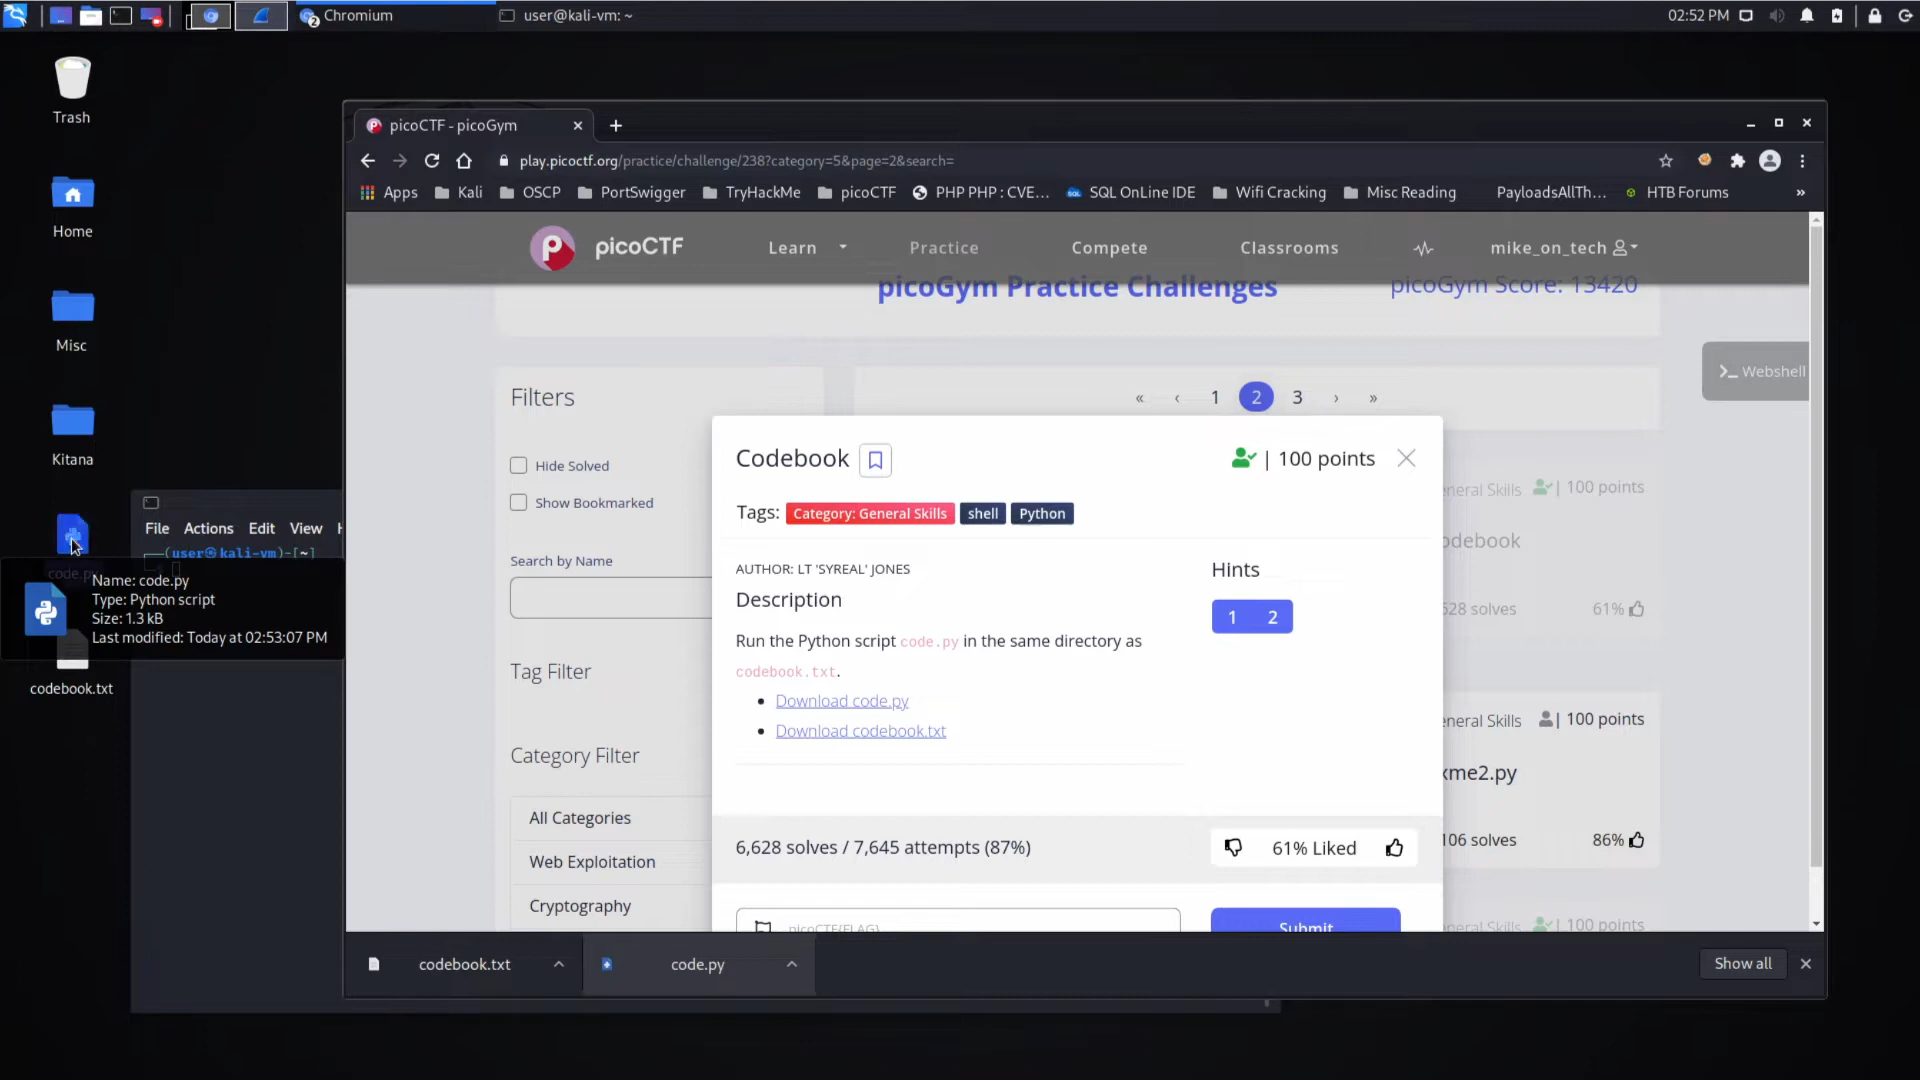 Chromium
user@kali-vm: ~
02:52 PM
Trash
Home
Misc
Kitana
code.py
codebook.txt
File Actions Edit View H
(user㉿kali-vm)-[~]
Name: code.py
Type: Python script
Size: 1.3 kB
Last modified: Today at 02:53:07 PM
picoCTF - picoGym
play.picoctf.org/practice/challenge/238?category=5&page=2&search=
Apps Kali OSCP PortSwigger TryHackMe picoCTF PHP PHP : CVE... SQL OnLine IDE Wifi Cracking Misc Reading PayloadsAllTh... HTB Forums »
picoCTF Learn Practice Compete Classrooms mike_on_tech
picoGym Practice Challenges
picoGym Score: 13420
>_ Webshell
Filters
« ‹ 1 2 3 › »
Hide Solved
Show Bookmarked
Search by Name
Tag Filter
Category Filter
All Categories
Web Exploitation
Cryptography
Codebook
| 100 points
Tags: Category: General Skills shell Python
AUTHOR: LT 'SYREAL' JONES
Description
Run the Python script code.py in the same directory as
codebook.txt.
• Download code.py
• Download codebook.txt
Hints
1 2
6,628 solves / 7,645 attempts (87%)
61% Liked
picoCTF{FLAG}
Submit
eneral Skills | 100 points
odebook
628 solves 61%
eneral Skills | 100 points
xme2.py
106 solves 86%
eneral Skills | 100 points
codebook.txt
code.py
Show all